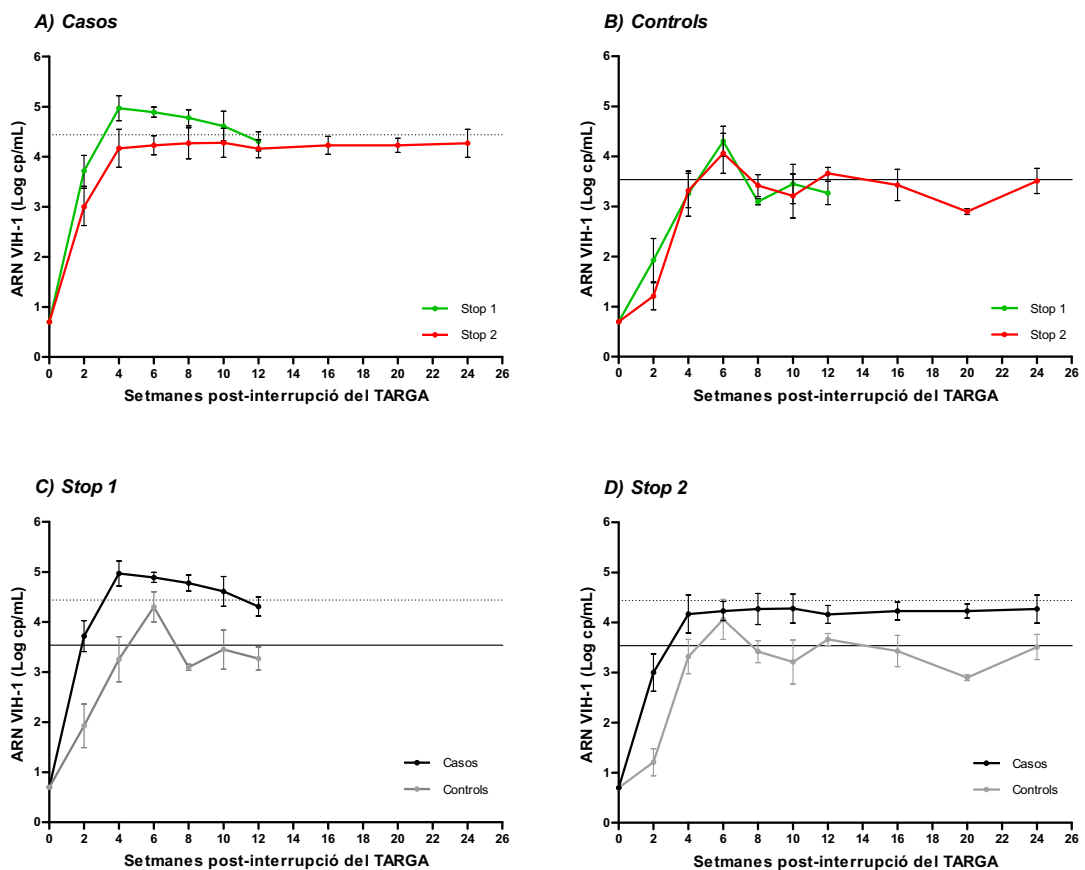 A) Casos
ARN VIH-1 (Log cp/mL)
6
5
4
3
2
1
0
Stop 1
Stop 2
0 2 4 6 8 10 12 14 16 18 20 22 24 26
Setmanes post-interrupció del TARGA
B) Controls
ARN VIH-1 (Log cp/mL)
6
5
4
3
2
1
0
Stop 1
Stop 2
0 2 4 6 8 10 12 14 16 18 20 22 24 26
Setmanes post-interrupció del TARGA
C) Stop 1
ARN VIH-1 (Log cp/mL)
6
5
4
3
2
1
0
Casos
Controls
0 2 4 6 8 10 12 14 16 18 20 22 24 26
Setmanes post-interrupció del TARGA
D) Stop 2
ARN VIH-1 (Log cp/mL)
6
5
4
3
2
1
0
Casos
Controls
0 2 4 6 8 10 12 14 16 18 20 22 24 26
Setmanes post-interrupció del TARGA